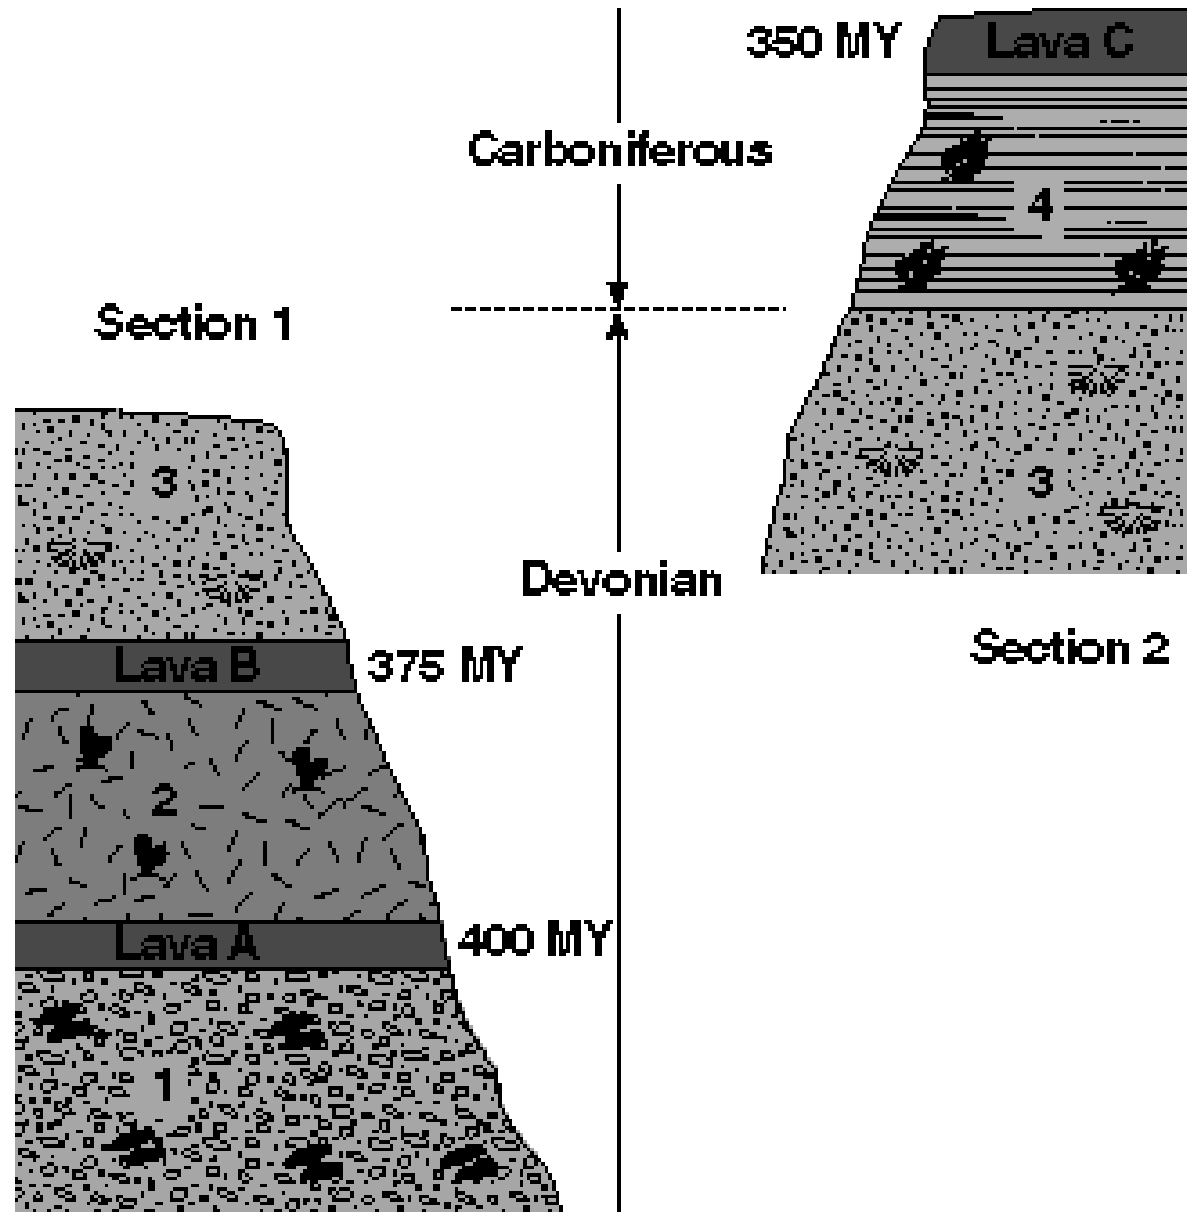 350 MY
Lava C
Carboniferous
4
Section 1
3
3
Devonian
Section 2
Lava B
375 MY
2
Lava A
400 MY
1